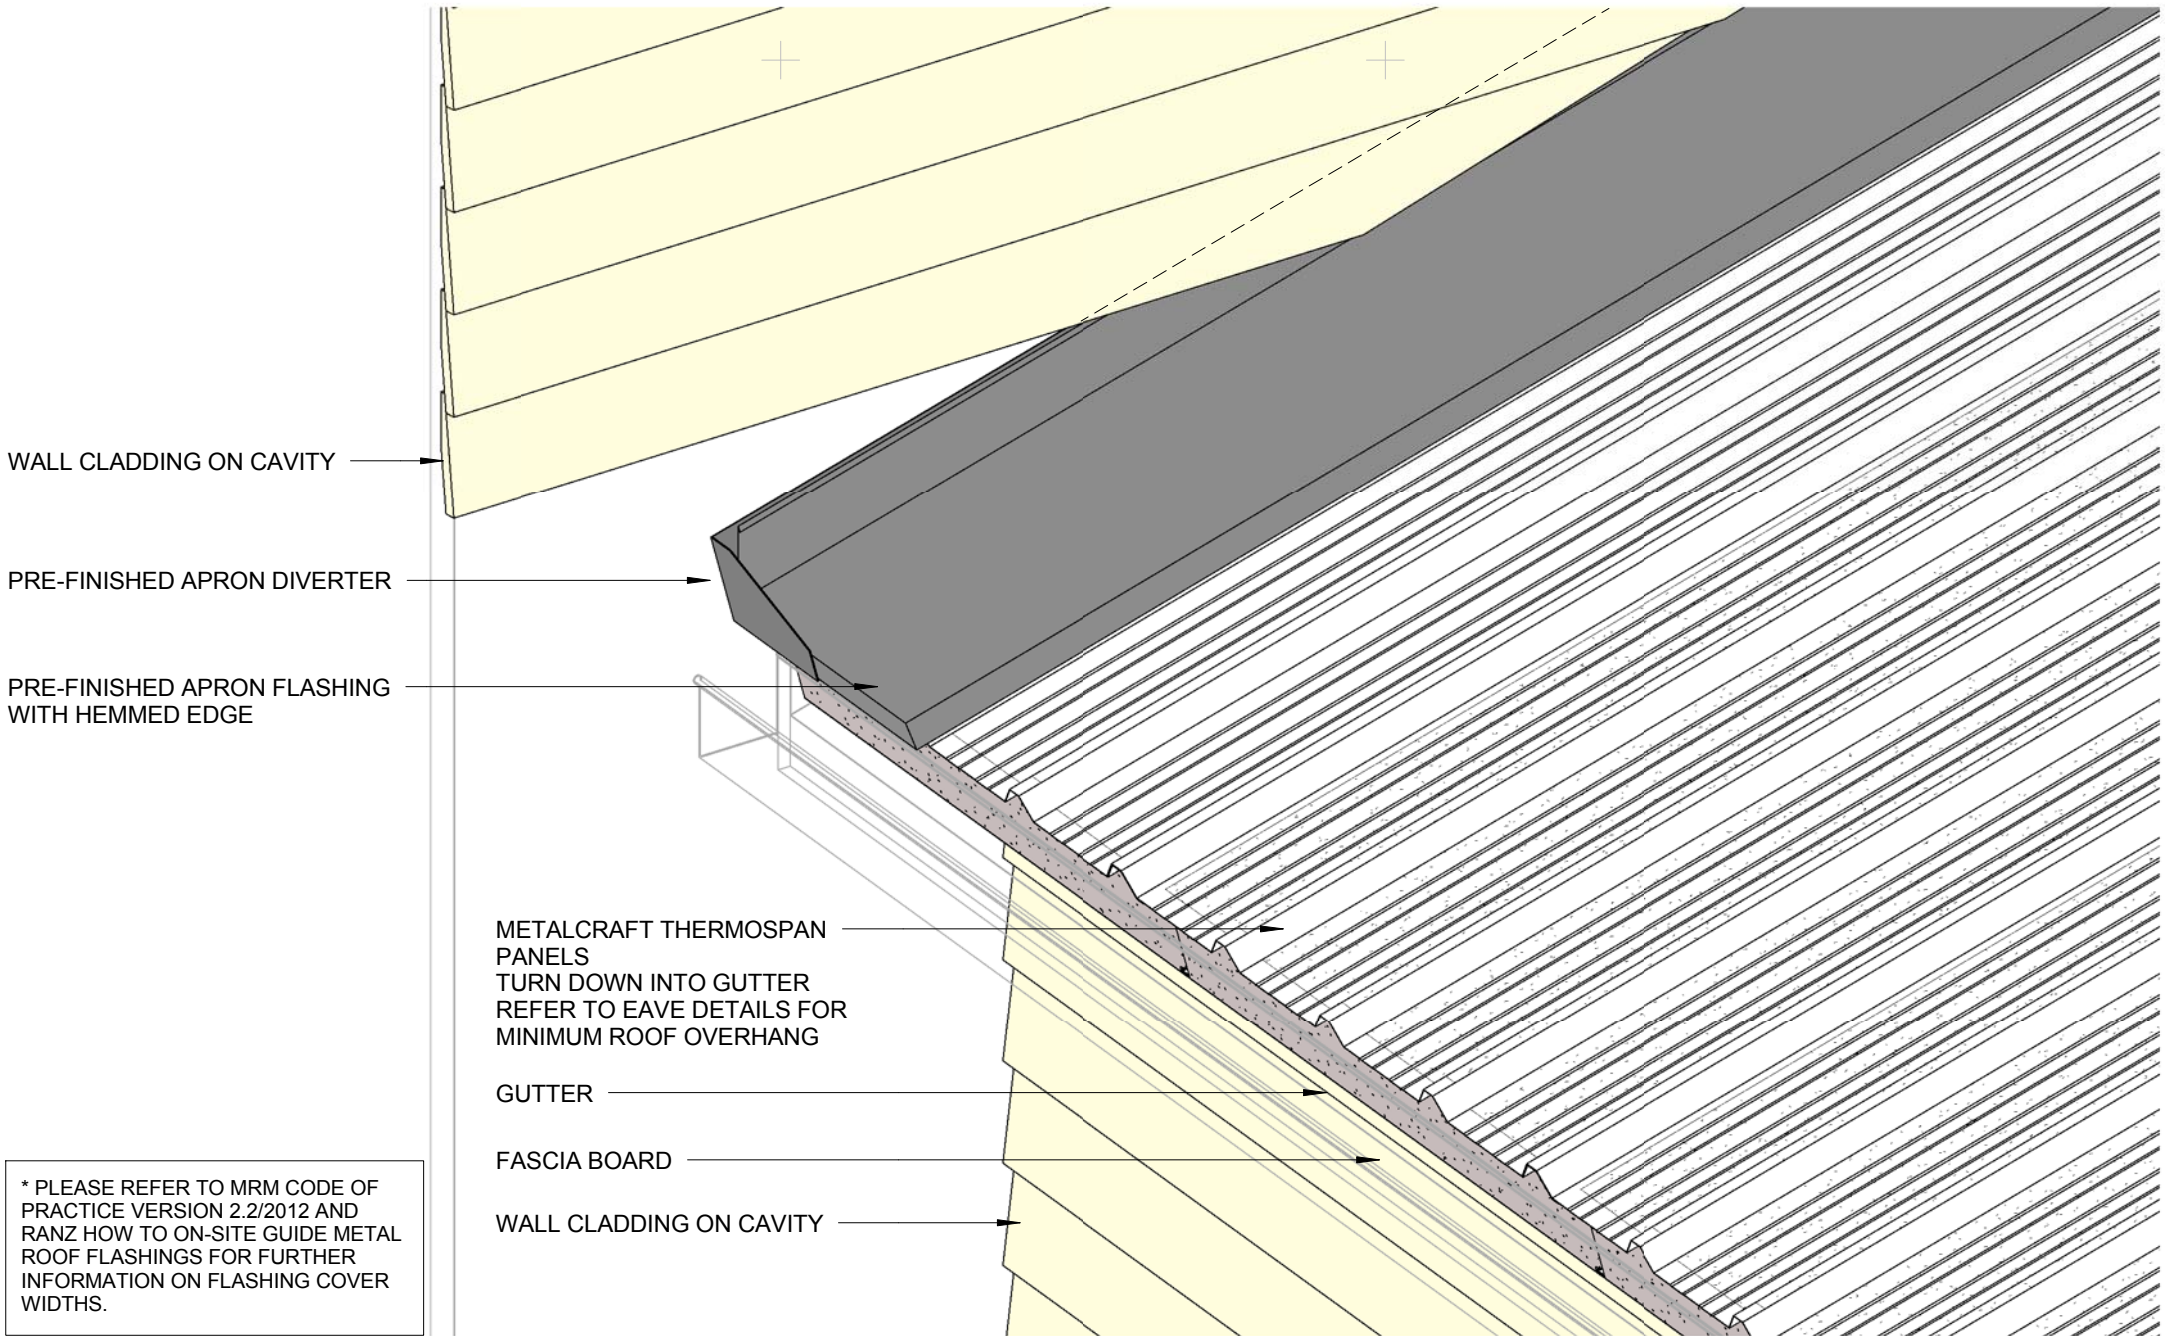 WALL CLADDING ON CAVITY
PRE-FINISHED APRON DIVERTER
PRE-FINISHED APRON FLASHING
WITH HEMMED EDGE
METALCRAFT THERMOSPAN
PANELS
TURN DOWN INTO GUTTER
REFER TO EAVE DETAILS FOR
MINIMUM ROOF OVERHANG
GUTTER
FASCIA BOARD
WALL CLADDING ON CAVITY
* PLEASE REFER TO MRM CODE OF
PRACTICE VERSION 2.2/2012 AND
RANZ HOW TO ON-SITE GUIDE METAL
ROOF FLASHINGS FOR FURTHER
INFORMATION ON FLASHING COVER
WIDTHS.